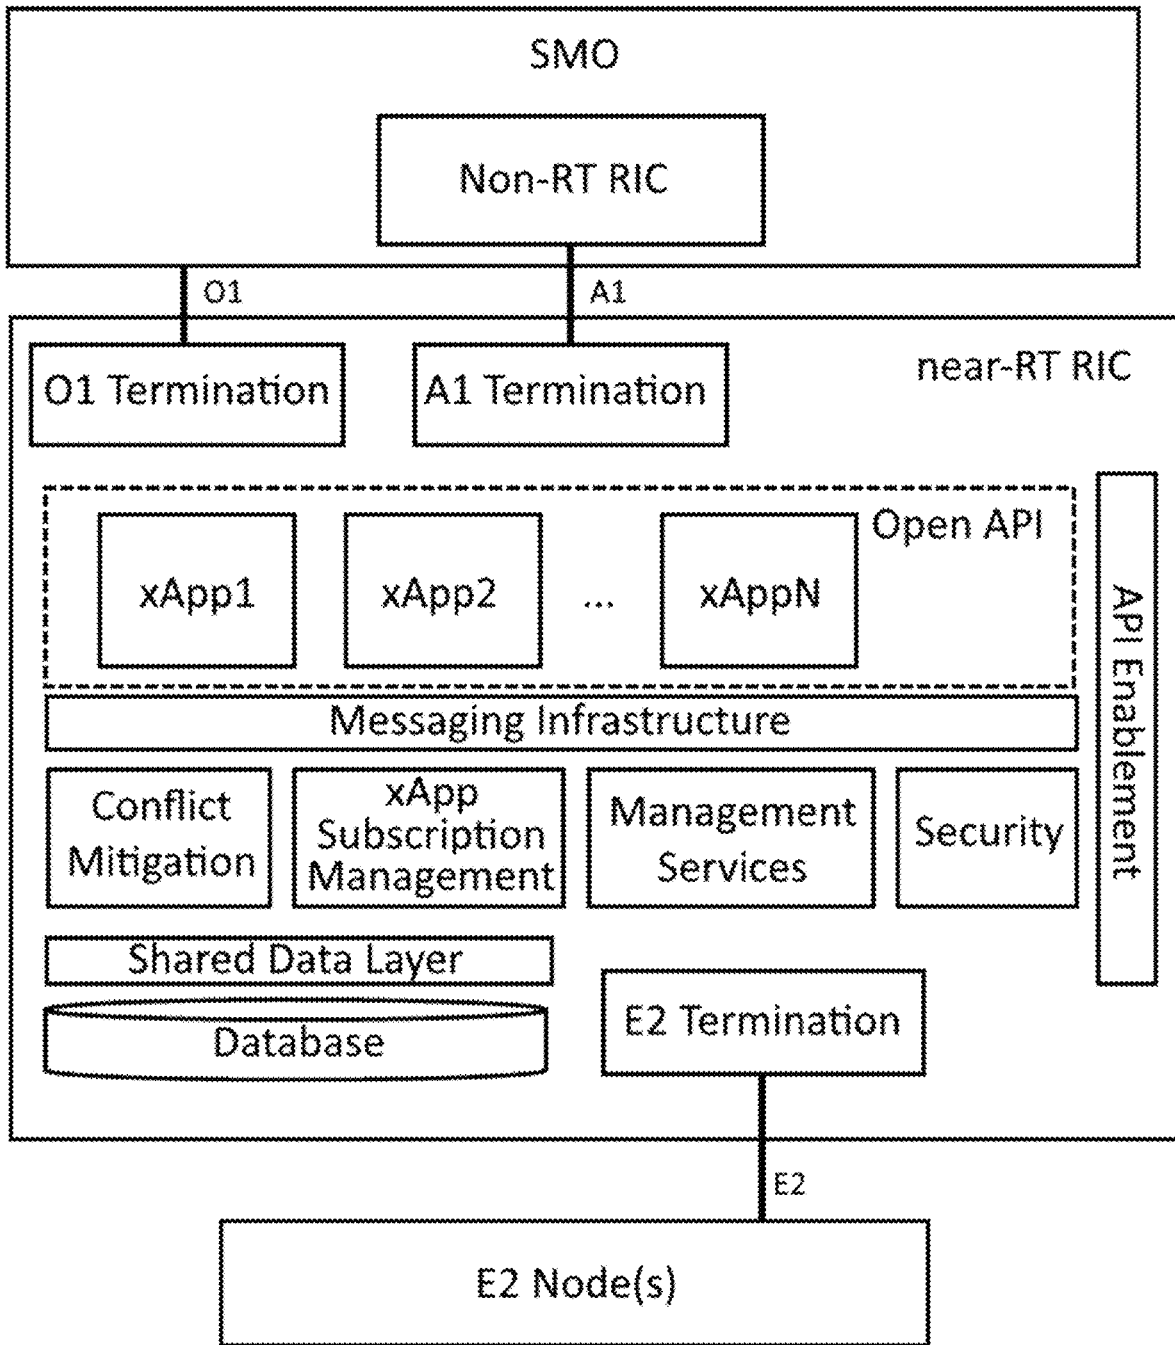 SMO
Non-RT RIC
O1
A1
near-RT RIC
O1 Termination
A1 Termination
Open API
xApp1
xApp2
...
xAppN
API Enablement
Messaging Infrastructure
Conflict
Mitigation
xApp
Subscription
Management
Management
Services
Security
Shared Data Layer
Database
E2 Termination
E2
E2 Node(s)